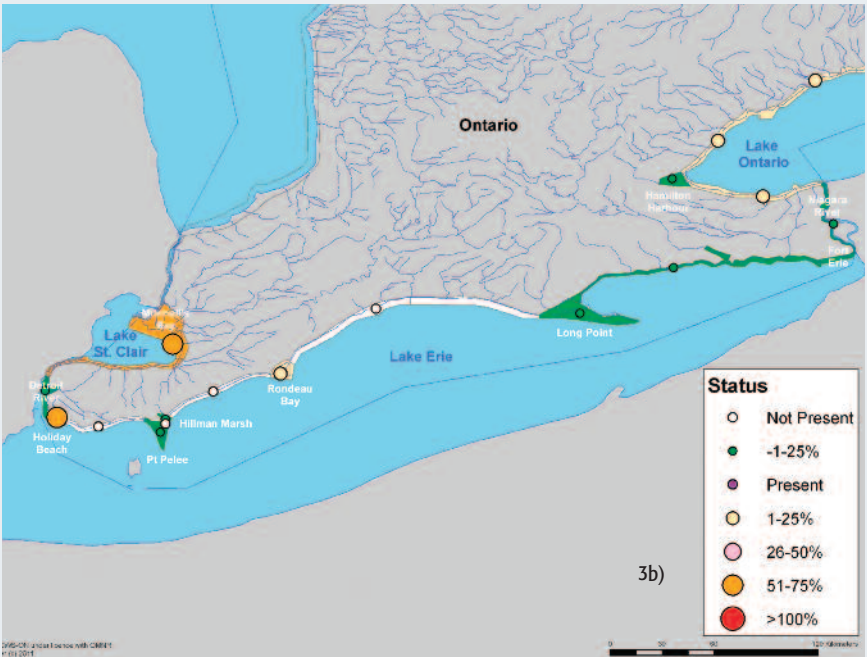 Ontario
Lake
Ontario
Hamilton
Harbour
Niagara
River
Fort
Erie
Long Point
Lake Erie
Lake
St. Clair
Detroit
River
Rondeau
Bay
Hillman Marsh
Holiday
Beach
Pt Pelee
Status
Not Present
-1-25%
Present
1-25%
26-50%
51-75%
>100%
3b)
120 Kilometers